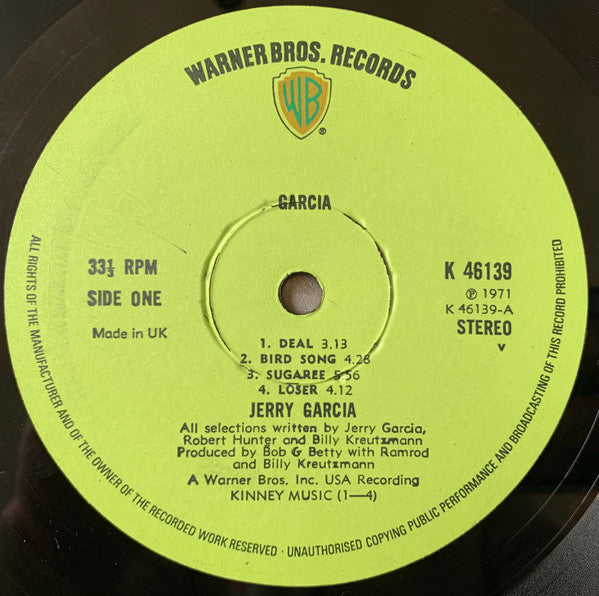 WARNER BROS. RECORDS
WB
®
GARCIA
33⅓ RPM
SIDE ONE
Made in UK
K 46139
℗ 1971
K 46139-A
STEREO
v
1. DEAL 3.13
2. BIRD SONG 4.28
3. SUGAREE 5.56
4. LOSER 4.12
JERRY GARCIA
All selections written by Jerry Garcia,
Robert Hunter and Billy Kreutzmann
Produced by Bob & Betty with Ramrod
and Billy Kreutzmann
A Warner Bros. Inc. USA Recording
KINNEY MUSIC (1—4)
ALL RIGHTS OF THE MANUFACTURER AND OF THE OWNER OF THE RECORDED WORK RESERVED · UNAUTHORISED COPYING PUBLIC PERFORMANCE AND BROADCASTING OF THIS RECORD PROHIBITED